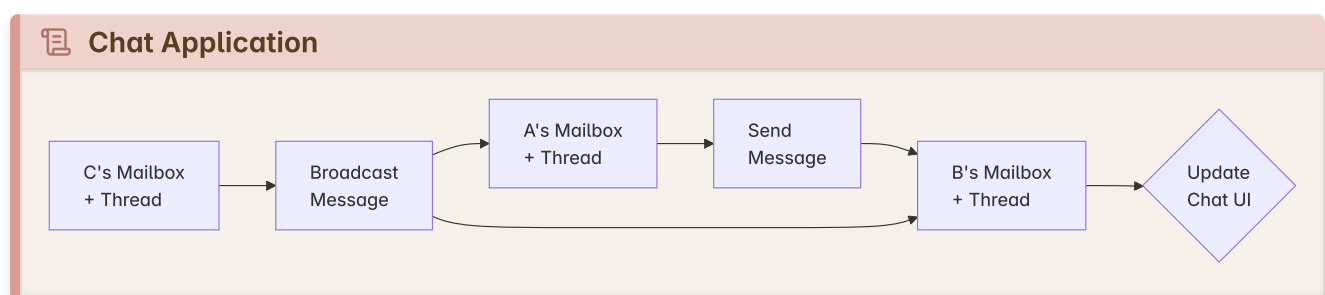 Chat Application
C's Mailbox
+ Thread
Broadcast
Message
A's Mailbox
+ Thread
Send
Message
B's Mailbox
+ Thread
Update
Chat UI